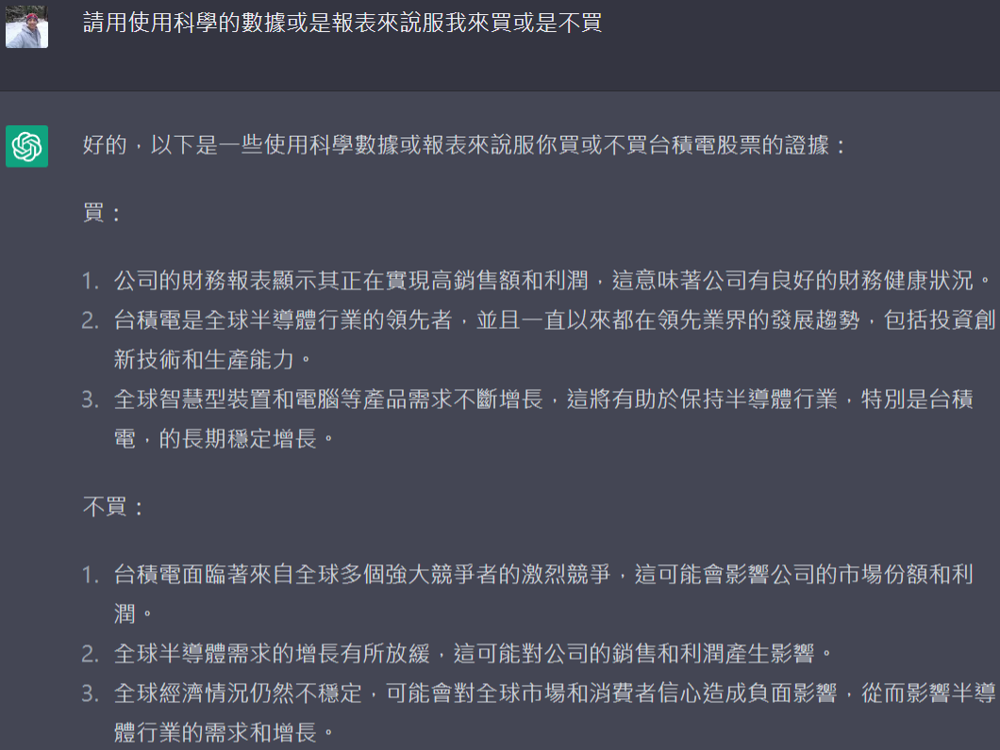 請用使用科學的數據或是報表來說服我來買或是不買
好的，以下是一些使用科學數據或報表來說服你買或不買台積電股票的證據：
買：
1. 公司的財務報表顯示其正在實現高銷售額和利潤，這意味著公司有良好的財務健康狀況。
2. 台積電是全球半導體行業的領先者，並且一直以來都在領先業界的發展趨勢，包括投資創
新技術和生產能力。
3. 全球智慧型裝置和電腦等產品需求不斷增長，這將有助於保持半導體行業，特別是台積
電，的長期穩定增長。
不買：
1. 台積電面臨著來自全球多個強大競爭者的激烈競爭，這可能會影響公司的市場份額和利
潤。
2. 全球半導體需求的增長有所放緩，這可能對公司的銷售和利潤產生影響。
3. 全球經濟情況仍然不穩定，可能會對全球市場和消費者信心造成負面影響，從而影響半導
體行業的需求和增長。